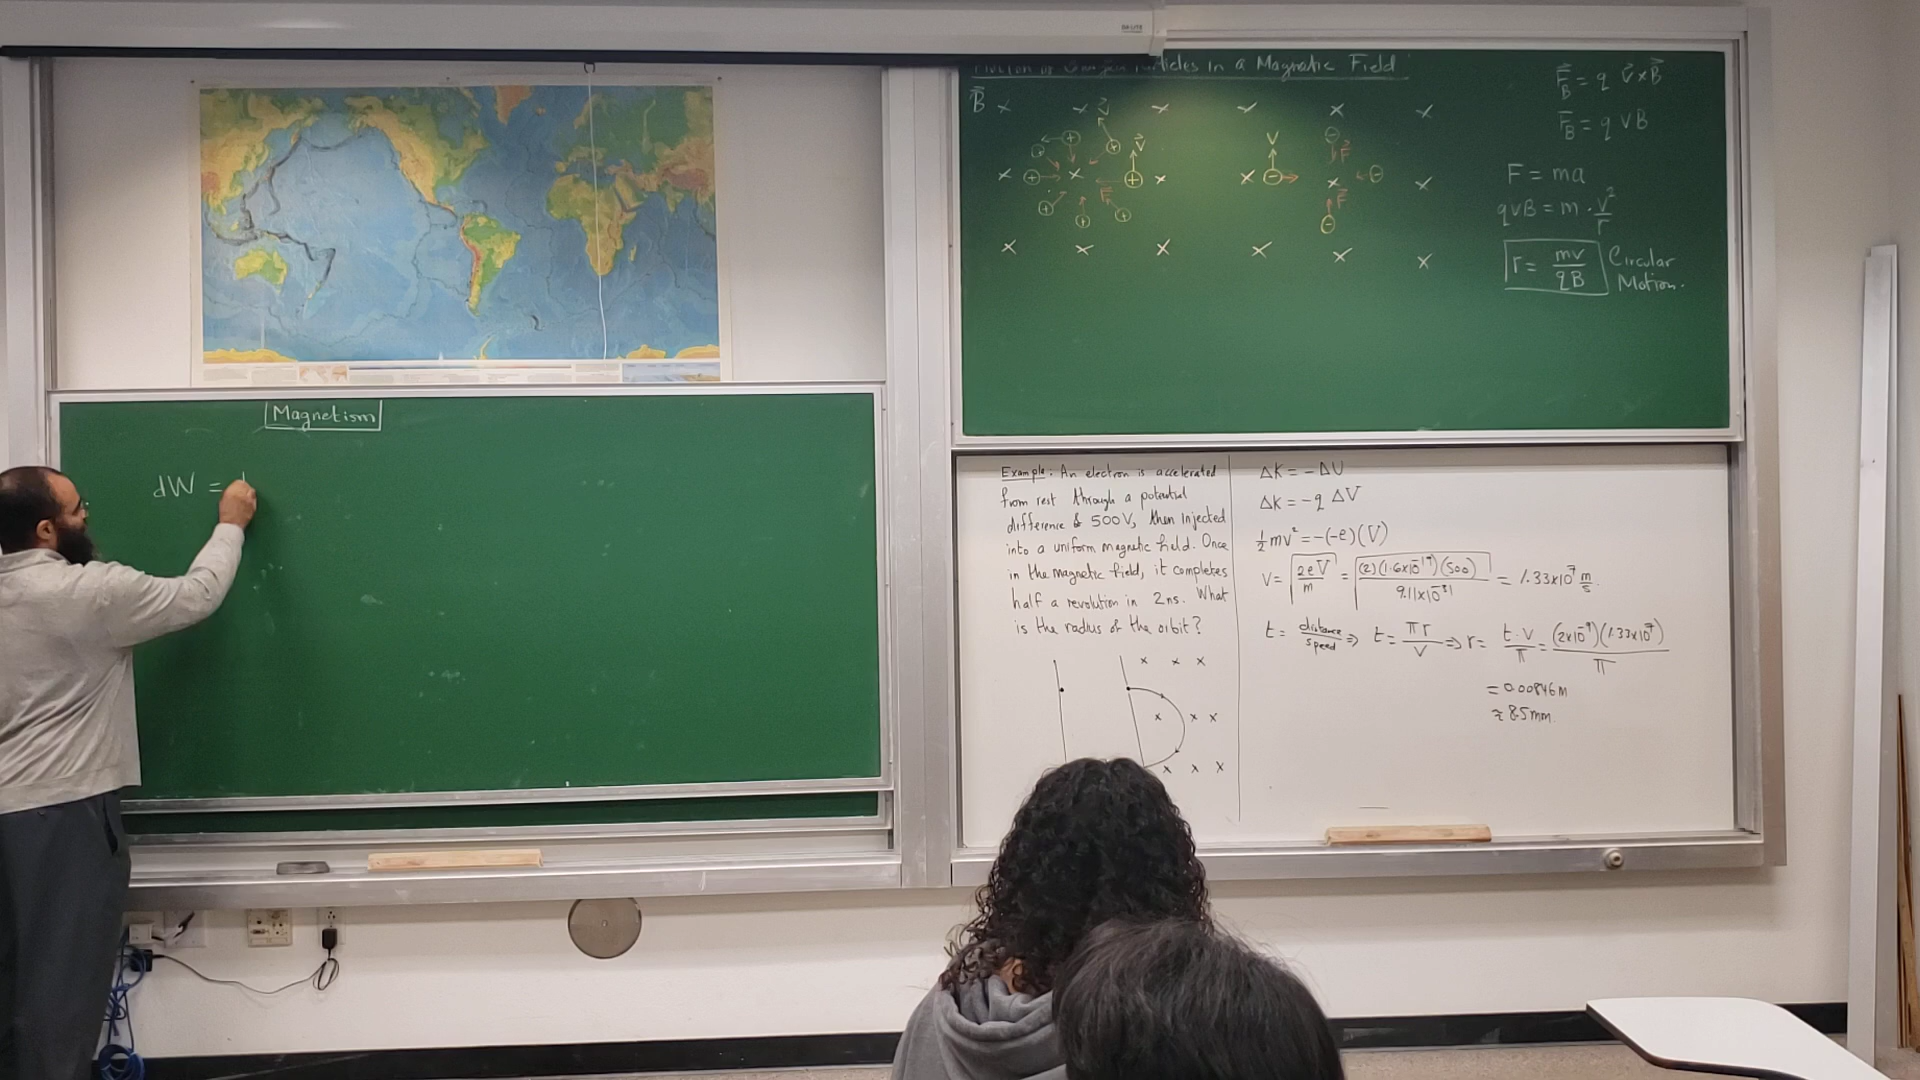 Magnetism
dW =
Particles in a Magnetic Field
B⃗
V⃗
V⃗
F⃗
V
F⃗
F⃗
F⃗_B = q V⃗ × B⃗
F_B = q V B
F = ma
qvB = m · v²/r
r = mv/qB Circular
Motion.
Example: An electron is accelerated
from rest through a potential
difference of 500V, then injected
into a uniform magnetic field. Once
in the magnetic field, it completes
half a revolution in 2ns. What
is the radius of the orbit?
ΔK = -ΔU
ΔK = -q ΔV
½mv² = -(-e)(V)
V = √(2eV/m) = √((2)(1.6×10⁻¹⁹)(500)/9.11×10⁻³¹) = 1.33×10⁷ m/s.
t = distance/speed ⇒ t = πr/v ⇒ r = t·v/π = (2×10⁻⁹)(1.33×10⁷)/π
= 0.00846m
≈ 8.5mm.